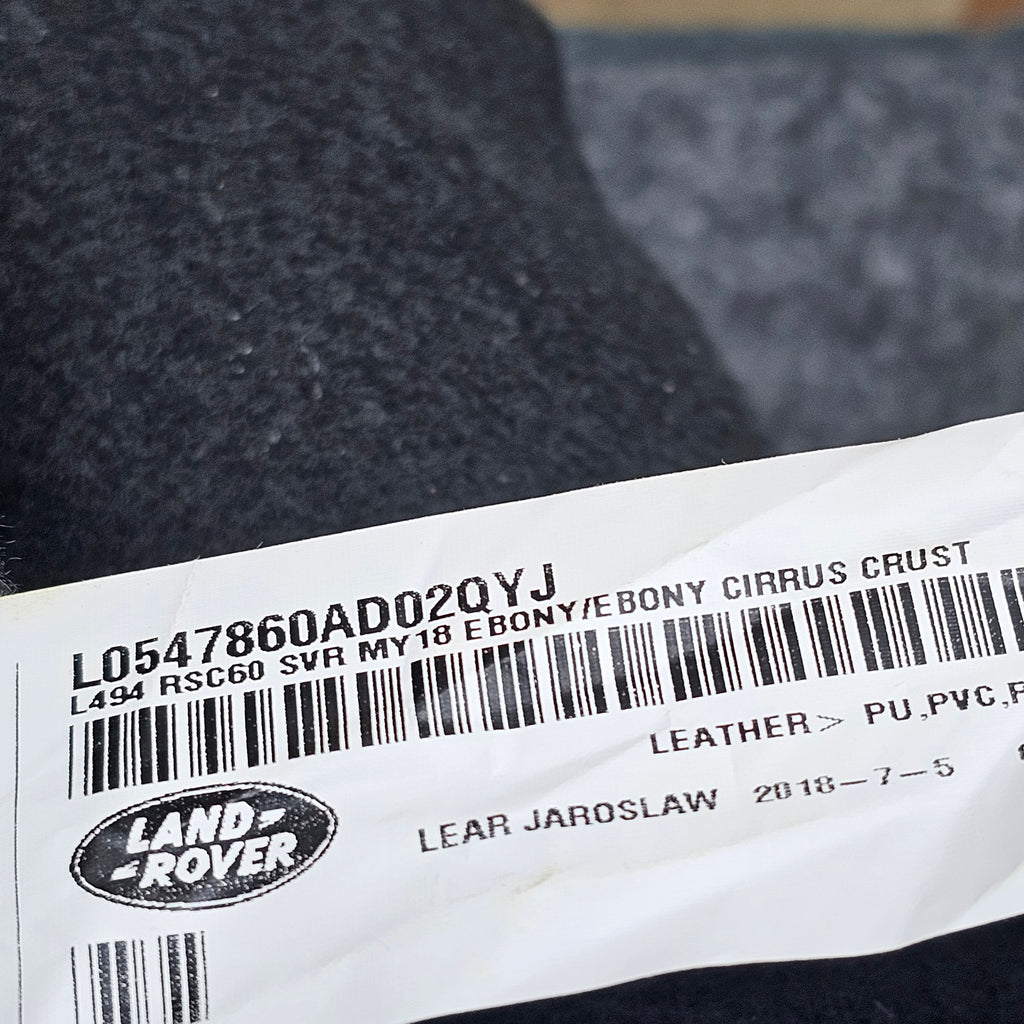 L0547860AD02QYJ
L494 RSC60 SVR MY18 EBONY/EBONY CIRRUS CRUST
LEATHER> PU,PVC,
LEAR JAROSLAW 2018-7-5
LAND-
-ROVER